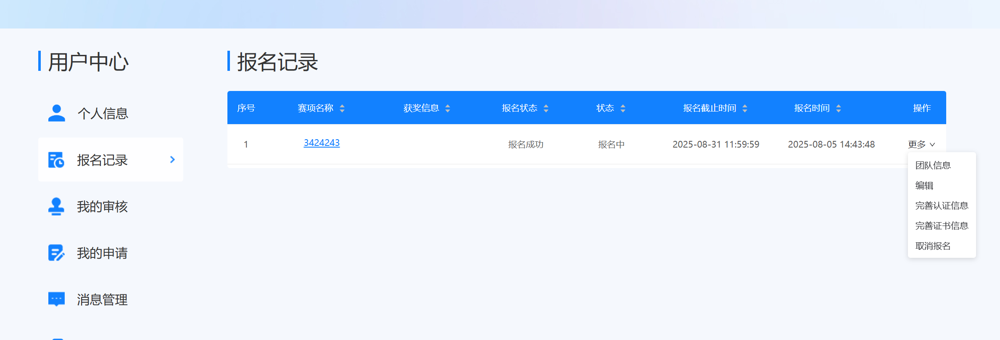 用户中心
个人信息
报名记录
我的审核
我的申请
消息管理
报名记录
序号 赛项名称 获奖信息 报名状态 状态 报名截止时间 报名时间 操作
1 3424243 报名成功 报名中 2025-08-31 11:59:59 2025-08-05 14:43:48 更多
团队信息
编辑
完善认证信息
完善证书信息
取消报名